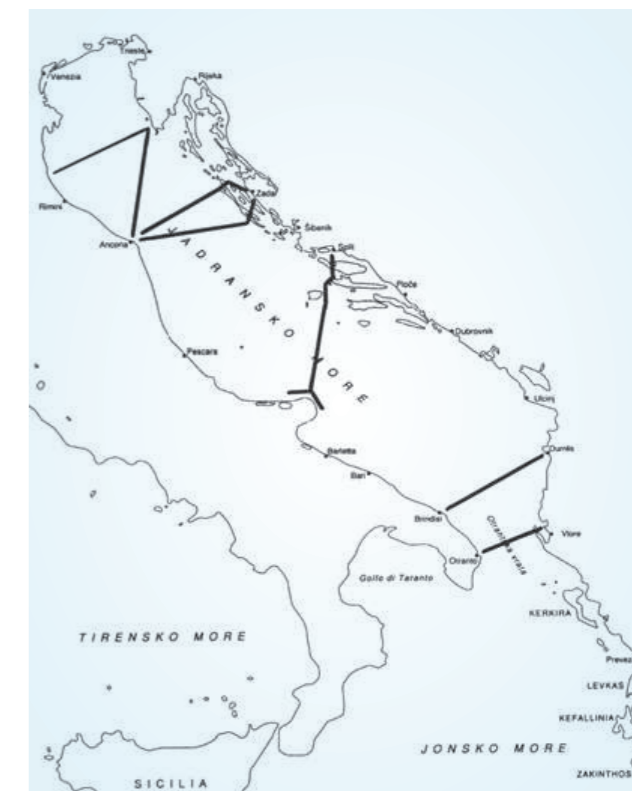 Trieste
Venezia
Rijeka
Rimini
Zadar
Ancona
Šibenik
Split
JADRANSKO MORE
Ploče
Dubrovnik
Pescara
Ulcinj
Barletta
Bari
Durrës
Brindisi
Otrantska vrata
Vlore
Otranto
Golfo di Taranto
KERKIRA
TIRENSKO MORE
Prevez
LEVKAS
KEFALLINIA
JONSKO MORE
ZAKINTHOS
SICILIA